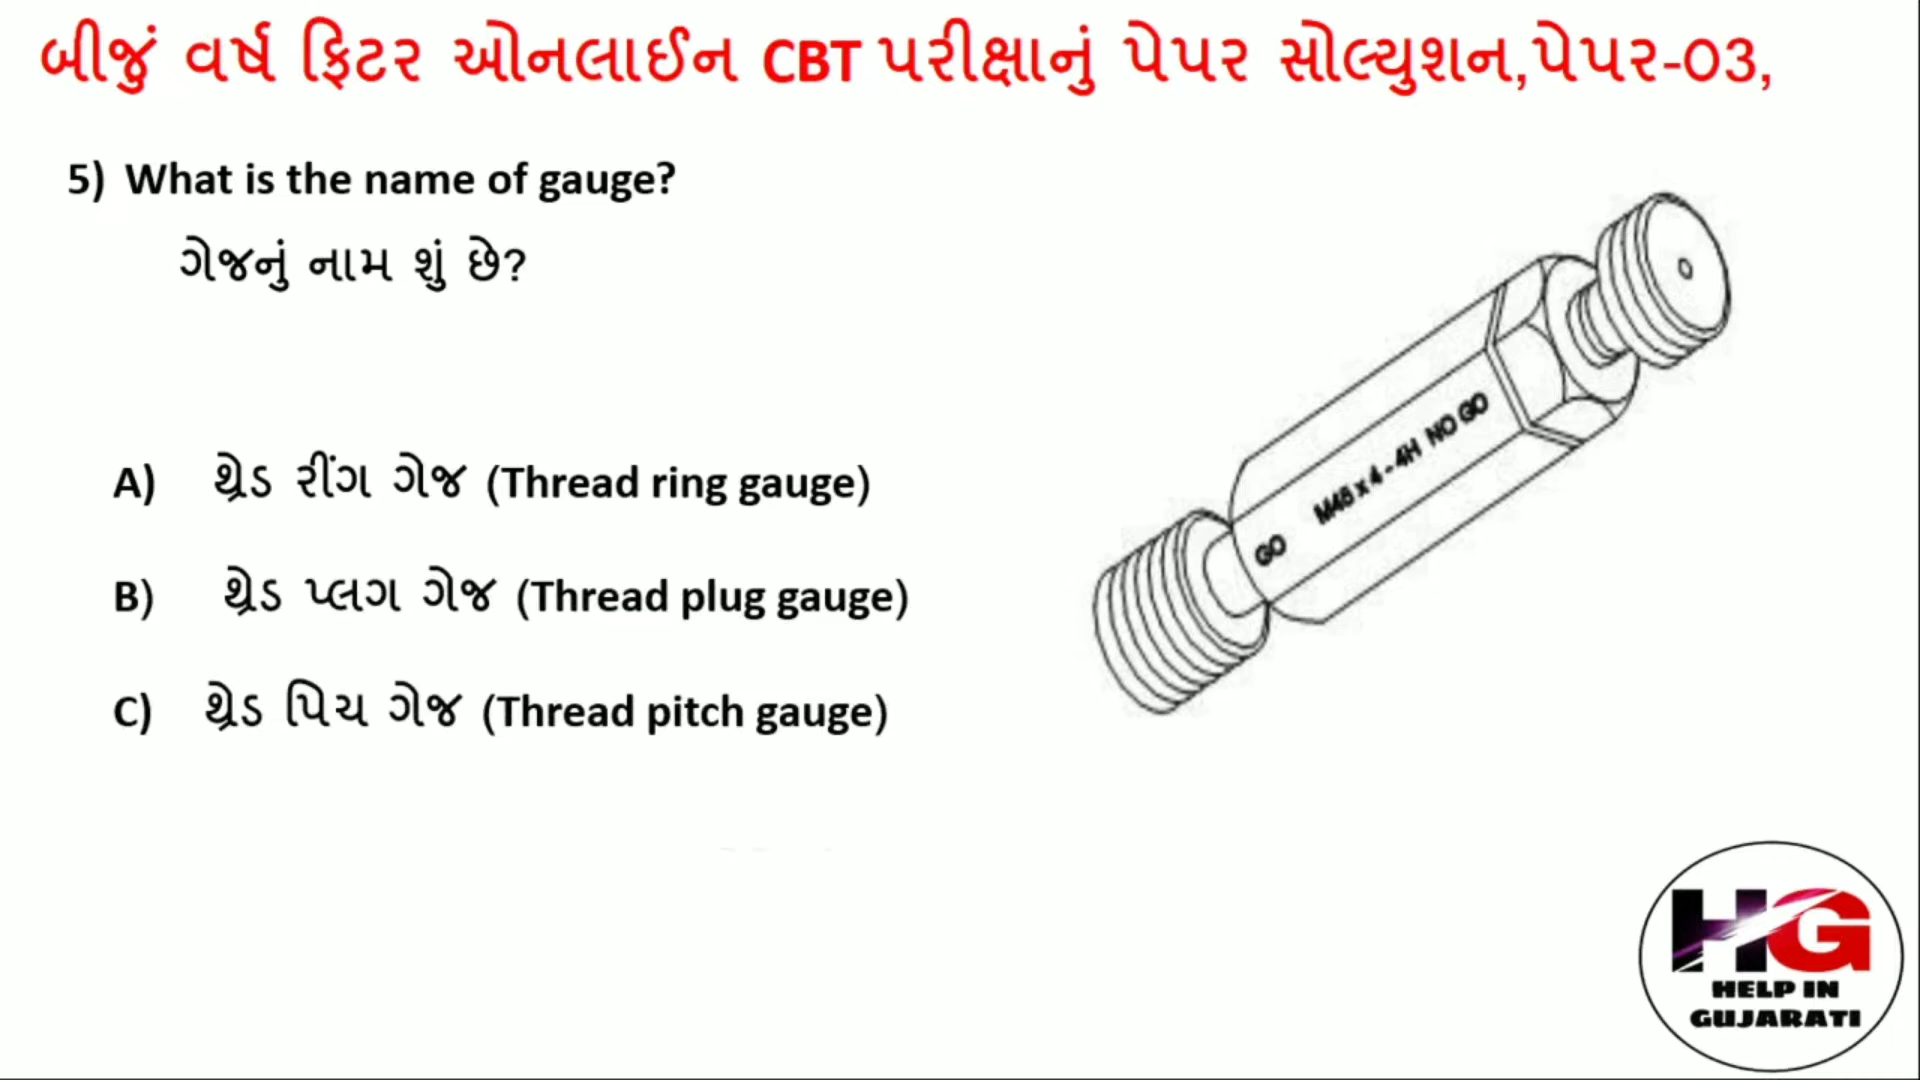 બીજું વર્ષ ફિટર ઓનલાઈન CBT પરીક્ષાનું પેપર સોલ્યુશન,પેપર-03,
5) What is the name of gauge?
ગેજનું નામ શું છે?
A) થ્રેડ રીંગ ગેજ (Thread ring gauge)
B) થ્રેડ પ્લગ ગેજ (Thread plug gauge)
C) થ્રેડ પિચ ગેજ (Thread pitch gauge)
GO M48 x 4 - 4H NO GO
HG
HELP IN
GUJARATI